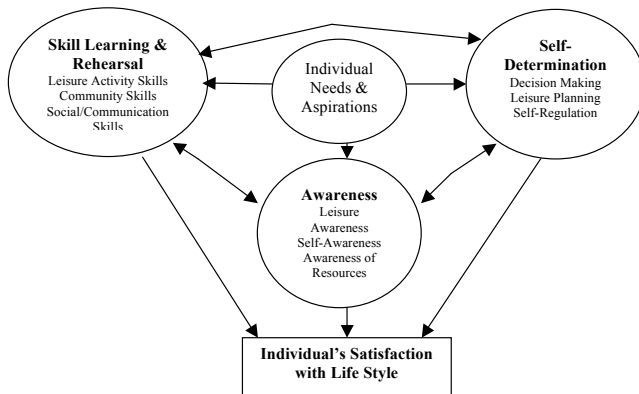 Skill Learning &
Rehearsal
Leisure Activity Skills
Community Skills
Social/Communication
Skills
Individual
Needs &
Aspirations
Self-
Determination
Decision Making
Leisure Planning
Self-Regulation
Awareness
Leisure
Awareness
Self-Awareness
Awareness of
Resources
Individual’s Satisfaction
with Life Style